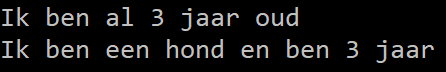 Ik ben al 3 jaar oud
Ik ben een hond en ben 3 jaar